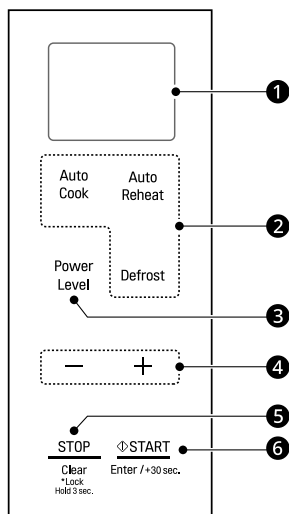 1
Auto Cook
Auto Reheat
2
Power Level
Defrost
3
− +
4
5
STOP
Clear
*Lock
Hold 3 sec.
START
Enter / +30 sec.
6